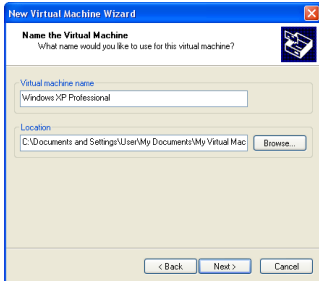 New Virtual Machine Wizard
Name the Virtual Machine
What name would you like to use for this virtual machine?
Virtual machine name
Windows XP Professional
Location
C:\Documents and Settings\User\My Documents\My Virtual Mac
Browse...
< Back
Next >
Cancel